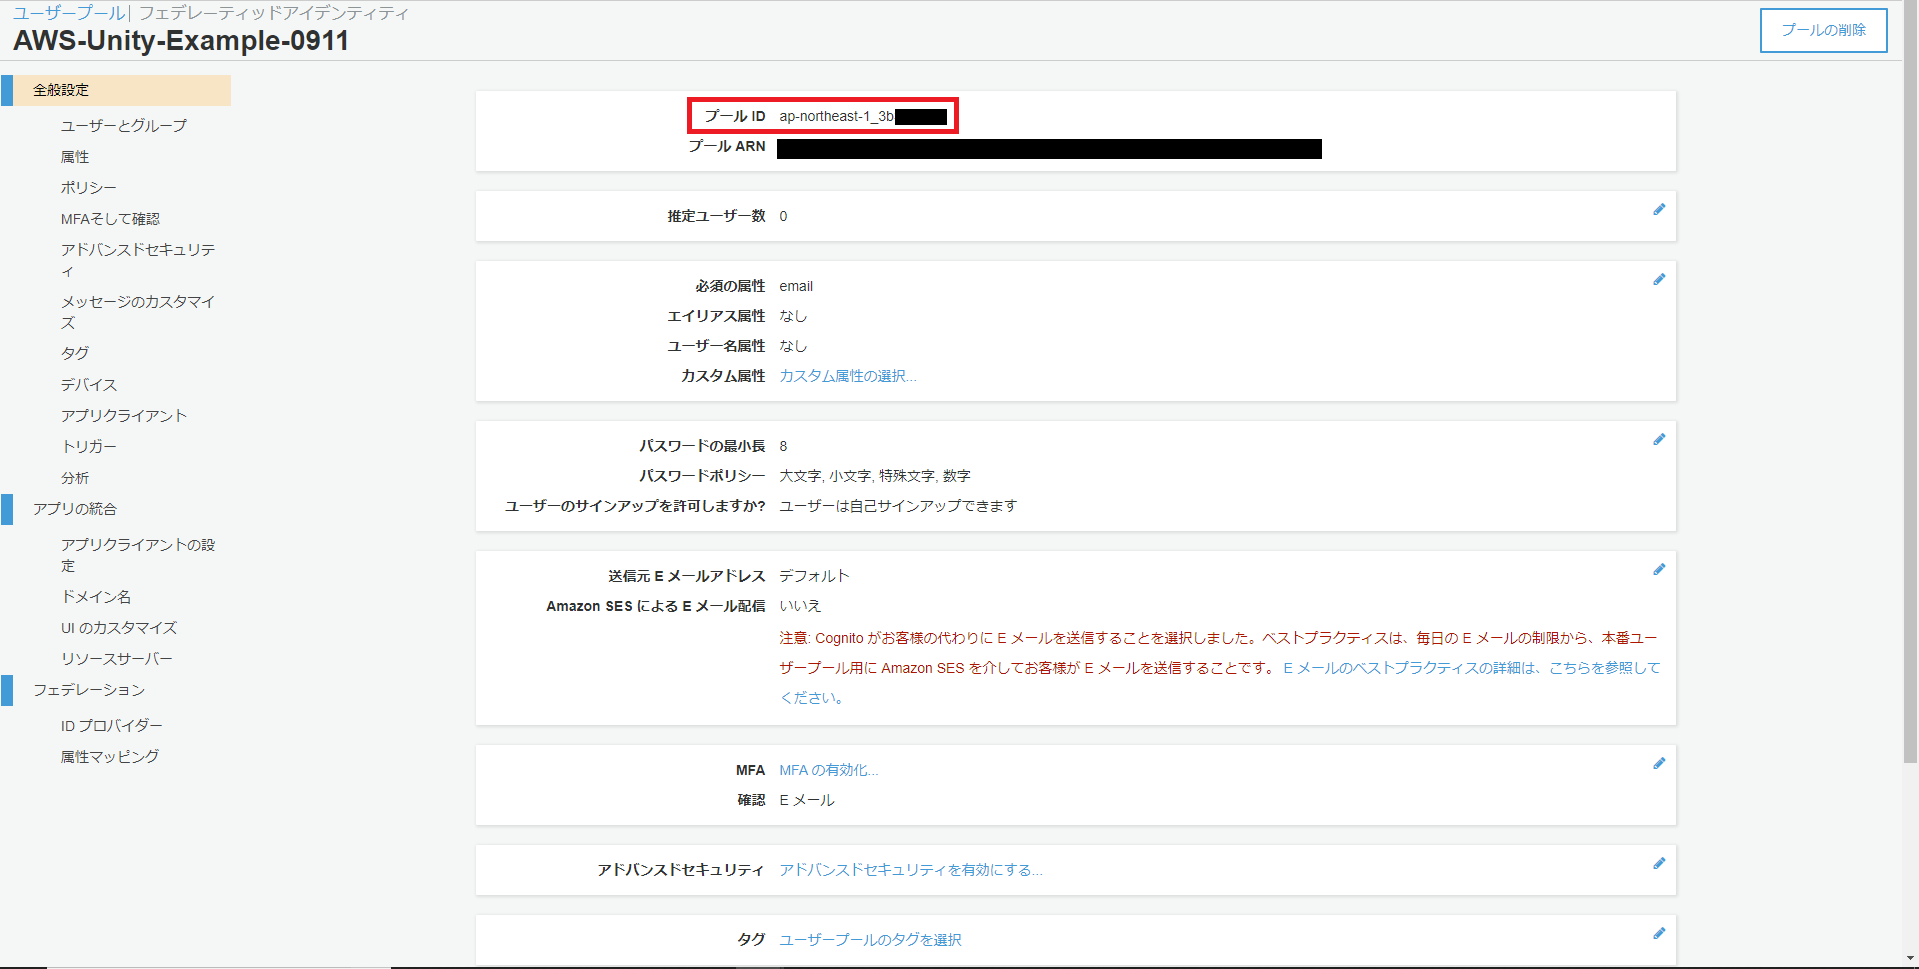 ユーザープール| フェデレーティッドアイデンティティ
AWS-Unity-Example-0911
プールの削除
全般設定
ユーザーとグループ
属性
ポリシー
MFAそして確認
アドバンスドセキュリテ
ィ
メッセージのカスタマイ
ズ
タグ
デバイス
アプリクライアント
トリガー
分析
アプリの統合
アプリクライアントの設
定
ドメイン名
UI のカスタマイズ
リソースサーバー
フェデレーション
ID プロバイダー
属性マッピング
プール ID ap-northeast-1_3b
プール ARN
推定ユーザー数 0
必須の属性 email
エイリアス属性 なし
ユーザー名属性 なし
カスタム属性 カスタム属性の選択...
パスワードの最小長 8
パスワードポリシー 大文字, 小文字, 特殊文字, 数字
ユーザーのサインアップを許可しますか? ユーザーは自己サインアップできます
送信元 E メールアドレス デフォルト
Amazon SES による E メール配信 いいえ
注意: Cognito がお客様の代わりに E メールを送信することを選択しました。ベストプラクティスは、毎日の E メールの制限から、本番ユー
ザープール用に Amazon SES を介してお客様が E メールを送信することです。 E メールのベストプラクティスの詳細は、こちらを参照して
ください。
MFA MFA の有効化...
確認 E メール
アドバンスドセキュリティ アドバンスドセキュリティを有効にする...
タグ ユーザープールのタグを選択